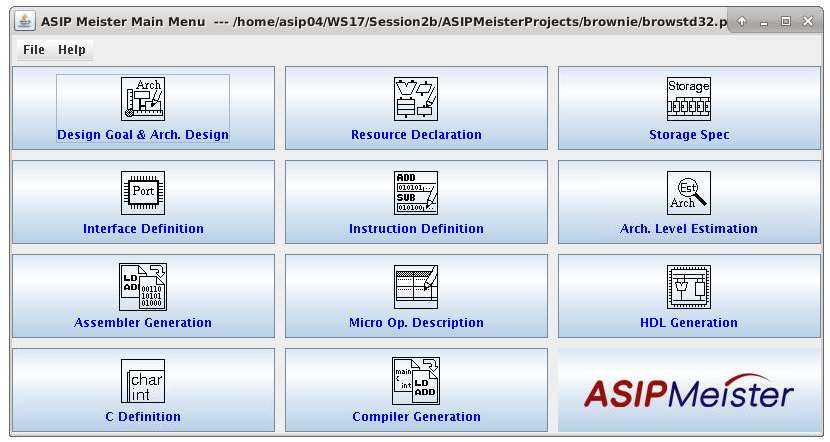 ASIP Meister Main Menu --- /home/asip04/WS17/Session2b/ASIPMeisterProjects/brownie/browstd32.p
File Help
Arch
Design Goal & Arch. Design
Resource Declaration
Storage
Storage Spec
Port
Interface Definition
ADD
010101
SUB
010100
Instruction Definition
Est
Arch
Arch. Level Estimation
LD
ADD
00110
10101
01000
Assembler Generation
Micro Op. Description
HDL Generation
char
int
C Definition
main
{
int
LD
ADD
Compiler Generation
ASIPMeister